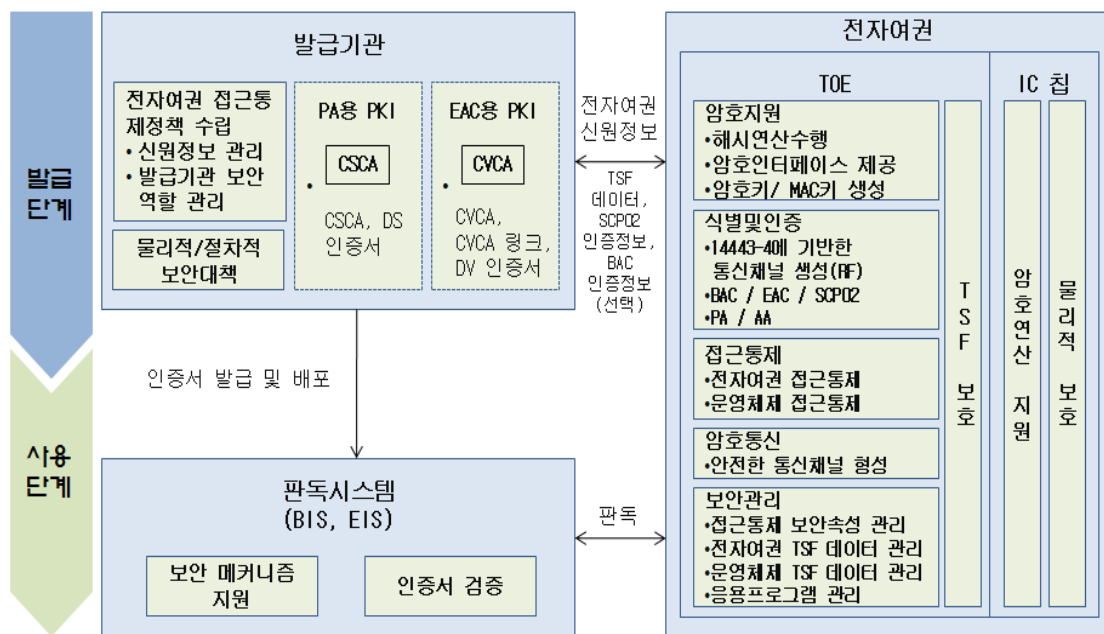 발급
단계
사용
단계
발급기관
전자여권 접근통
제정책 수립
•신원정보 관리
•발급기관 보안
역할 관리
물리적/절차적
보안대책
PA용 PKI
CSCA
•
CSCA, DS
인증서
EAC용 PKI
CVCA
•
CVCA,
CVCA 링크,
DV 인증서
전자여권
신원정보
TSF
데이터,
SCP02
인증정보,
BAC
인증정보
(선택)
인증서 발급 및 배포
판독시스템
(BIS, EIS)
보안 메커니즘
지원
인증서 검증
판독
전자여권
TOE
암호지원
•해시연산수행
•암호인터페이스 제공
•암호키/ MAC키 생성
식별및인증
•14443-4에 기반한
통신채널 생성(RF)
•BAC / EAC / SCP02
•PA / AA
접근통제
•전자여권 접근통제
•운영체제 접근통제
암호통신
•안전한 통신채널 형성
보안관리
•접근통제 보안속성 관리
•전자여권 TSF 데이터 관리
•운영체제 TSF 데이터 관리
•응용프로그램 관리
TSF 보호
IC 칩
암호연산 지원
물리적 보호